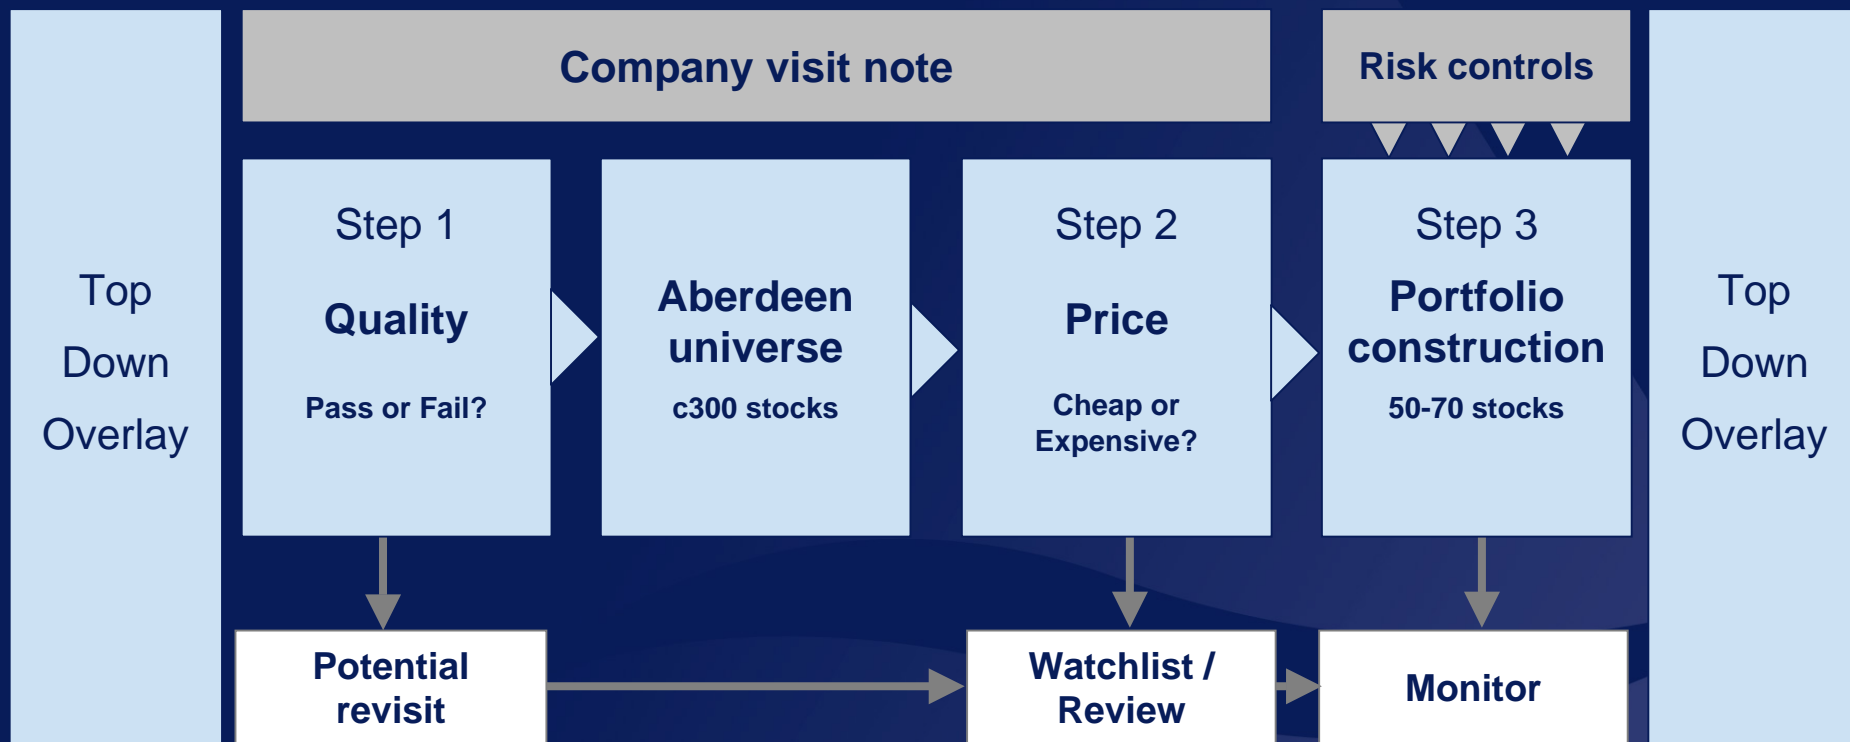 Top
Down
Overlay
Company visit note
Risk controls
Step 1
Quality
Pass or Fail?
Aberdeen
universe
c300 stocks
Step 2
Price
Cheap or
Expensive?
Step 3
Portfolio
construction
50-70 stocks
Top
Down
Overlay
Potential
revisit
Watchlist /
Review
Monitor